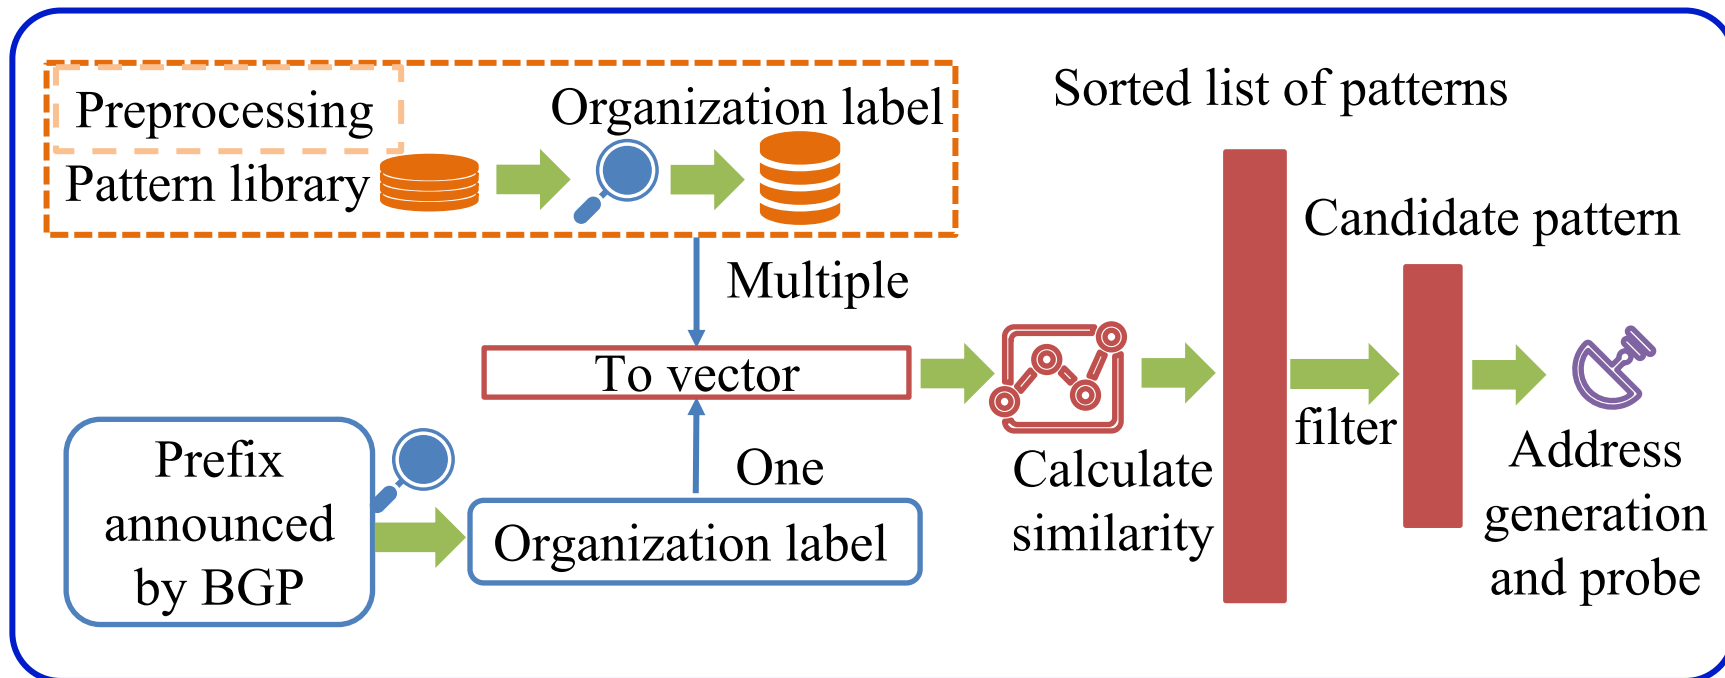 Preprocessing
Organization label
Pattern library
Multiple
To vector
One
Prefix
announced
by BGP
Organization label
Calculate
similarity
Sorted list of patterns
filter
Candidate pattern
Address
generation
and probe